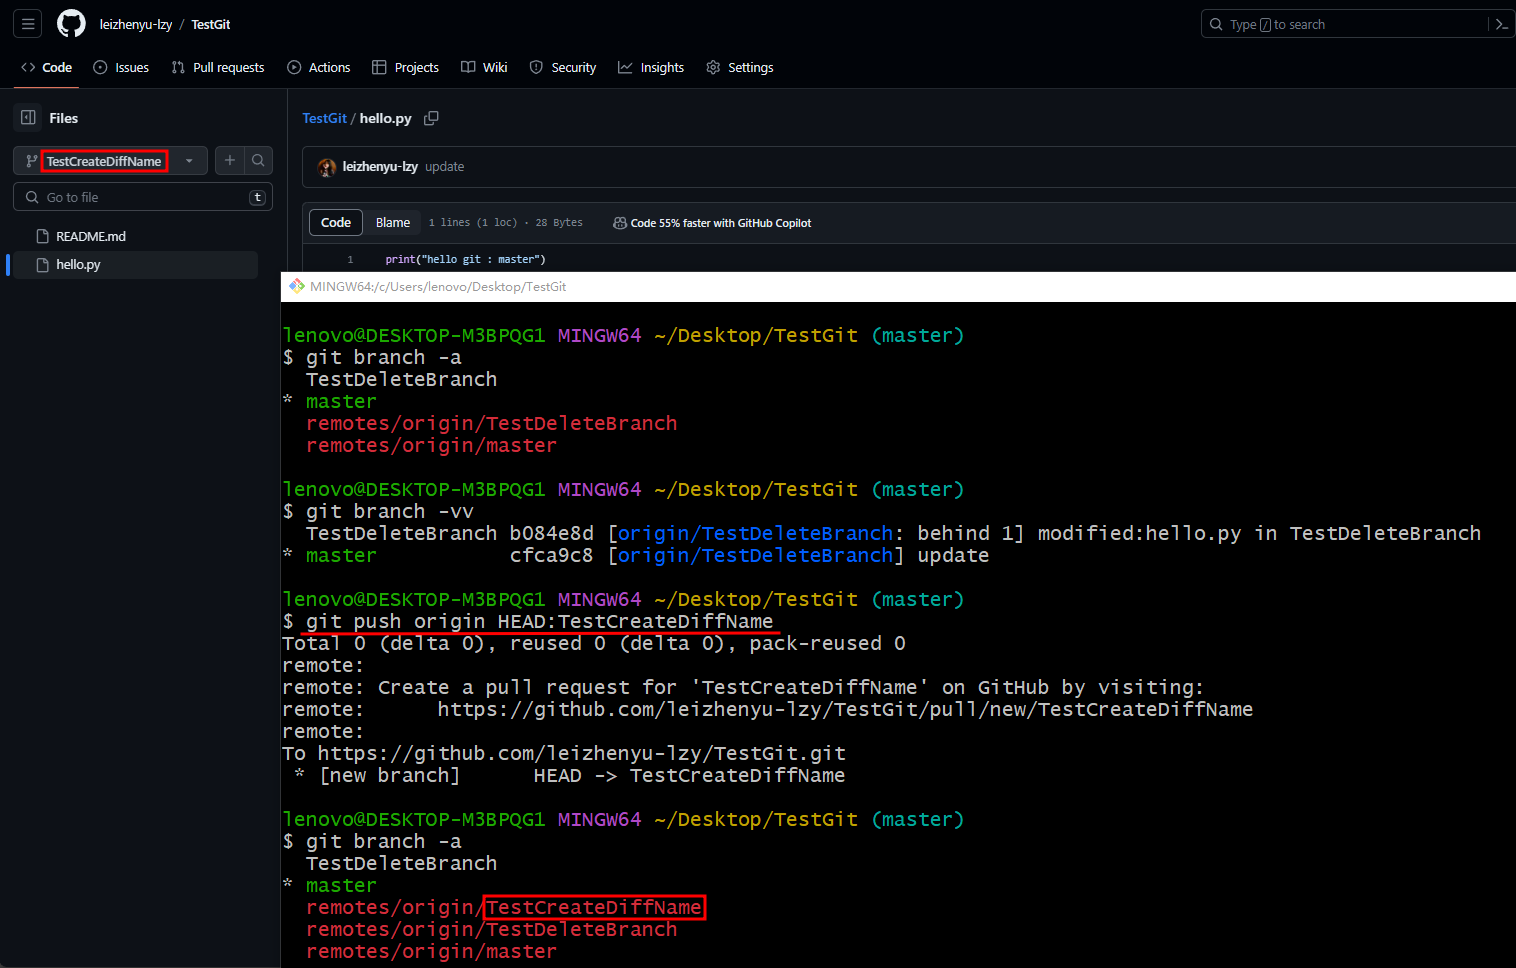 leizhenyu-lzy / TestGit
Type / to search
Code Issues Pull requests Actions Projects Wiki Security Insights Settings
Files
TestCreateDiffName
Go to file t
README.md
hello.py
TestGit / hello.py
leizhenyu-lzy update
Code Blame 1 lines (1 loc) · 28 Bytes Code 55% faster with GitHub Copilot
1 print("hello git : master")
MINGW64:/c/Users/lenovo/Desktop/TestGit
lenovo@DESKTOP-M3BPQG1 MINGW64 ~/Desktop/TestGit (master)
$ git branch -a
  TestDeleteBranch
* master
  remotes/origin/TestDeleteBranch
  remotes/origin/master
lenovo@DESKTOP-M3BPQG1 MINGW64 ~/Desktop/TestGit (master)
$ git branch -vv
  TestDeleteBranch b084e8d [origin/TestDeleteBranch: behind 1] modified:hello.py in TestDeleteBranch
* master           cfca9c8 [origin/TestDeleteBranch] update
lenovo@DESKTOP-M3BPQG1 MINGW64 ~/Desktop/TestGit (master)
$ git push origin HEAD:TestCreateDiffName
Total 0 (delta 0), reused 0 (delta 0), pack-reused 0
remote:
remote: Create a pull request for 'TestCreateDiffName' on GitHub by visiting:
remote:      https://github.com/leizhenyu-lzy/TestGit/pull/new/TestCreateDiffName
remote:
To https://github.com/leizhenyu-lzy/TestGit.git
 * [new branch]      HEAD -> TestCreateDiffName
lenovo@DESKTOP-M3BPQG1 MINGW64 ~/Desktop/TestGit (master)
$ git branch -a
  TestDeleteBranch
* master
  remotes/origin/TestCreateDiffName
  remotes/origin/TestDeleteBranch
  remotes/origin/master